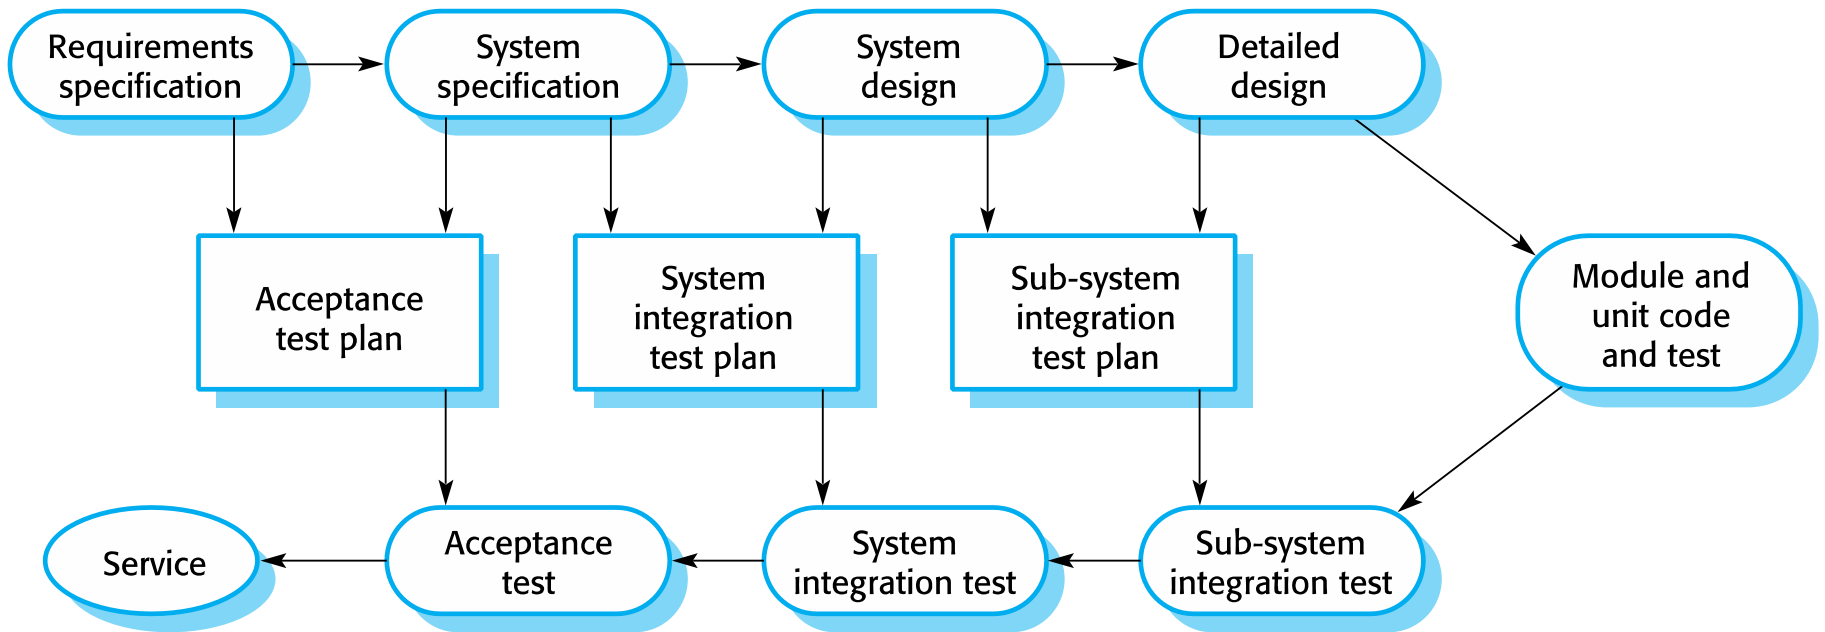 Requirements
specification
System
specification
System
design
Detailed
design
Acceptance
test plan
System
integration
test plan
Sub-system
integration
test plan
Module and
unit code
and test
Service
Acceptance
test
System
integration test
Sub-system
integration test